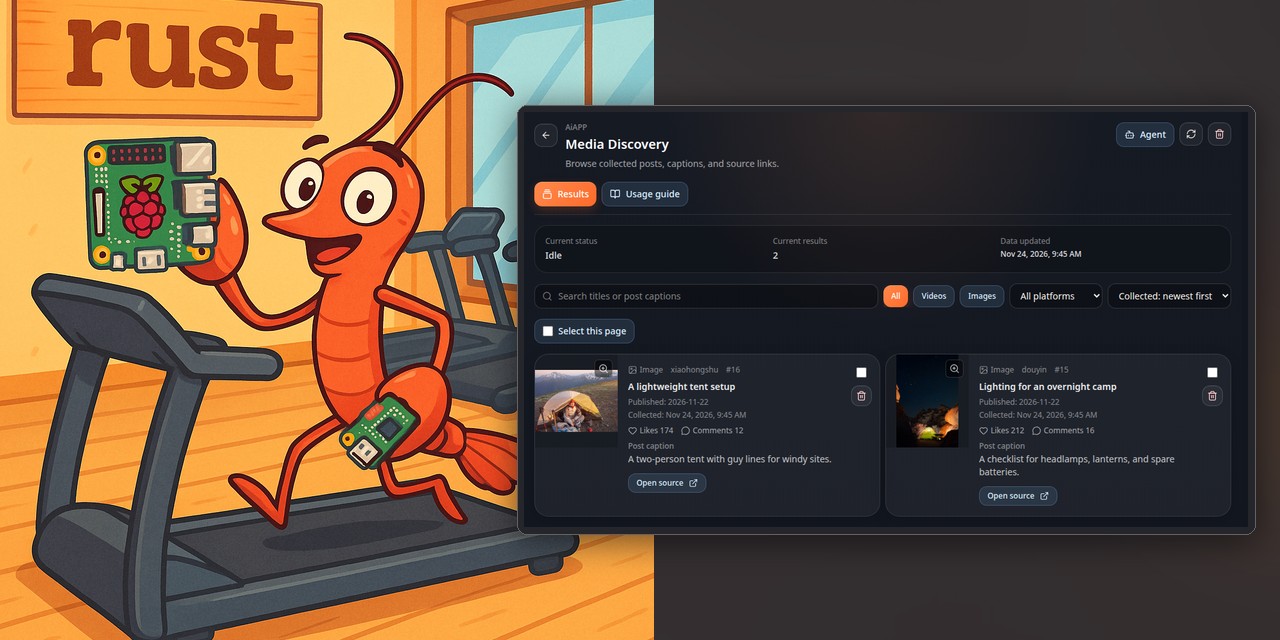 rust
AiAPP
Media Discovery
Browse collected posts, captions, and source links.
Agent
Results
Usage guide
Current status
Idle
Current results
2
Data updated
Nov 24, 2026, 9:45 AM
Search titles or post captions
All
Videos
Images
All platforms
Collected: newest first
Select this page
Image xiaohongshu #16
A lightweight tent setup
Published: 2026-11-22
Collected: Nov 24, 2026, 9:45 AM
Likes 174 Comments 12
Post caption
A two-person tent with guy lines for windy sites.
Open source
Image douyin #15
Lighting for an overnight camp
Published: 2026-11-22
Collected: Nov 24, 2026, 9:45 AM
Likes 212 Comments 16
Post caption
A checklist for headlamps, lanterns, and spare
batteries.
Open source